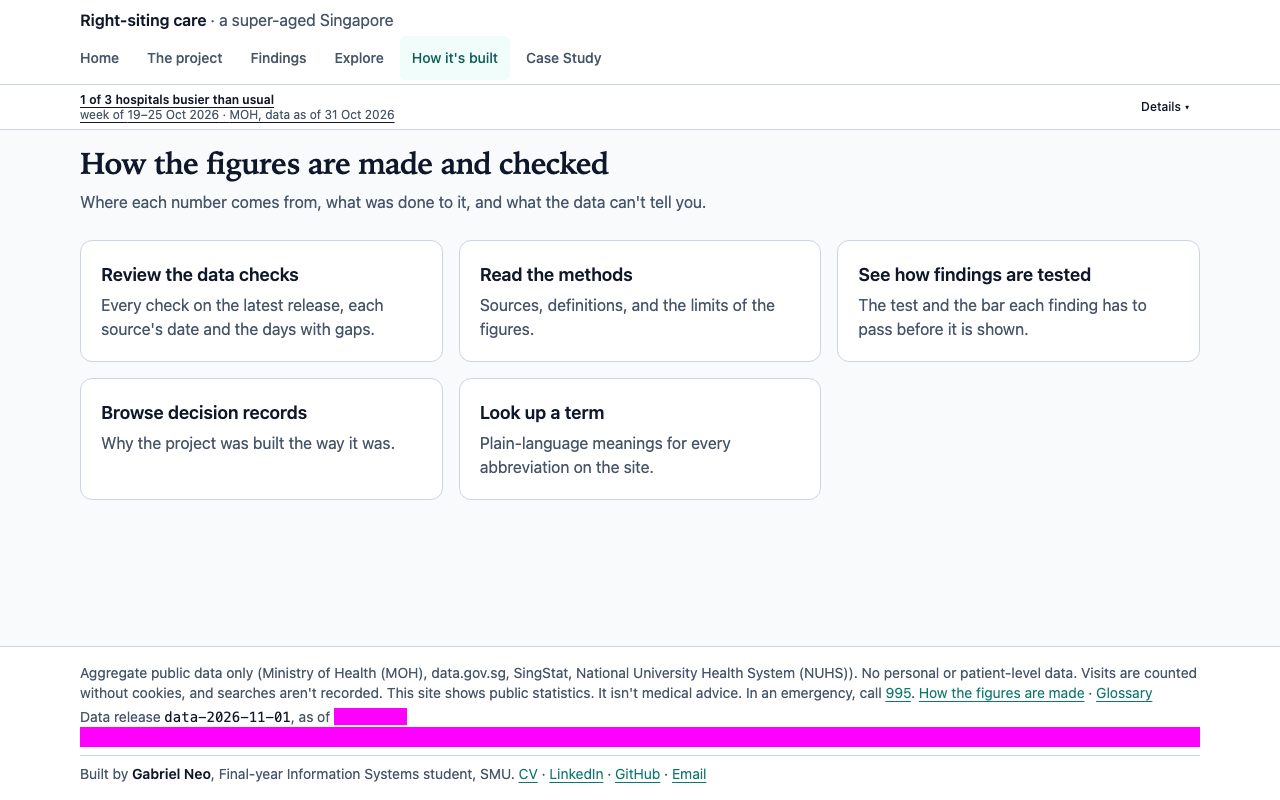 Right-siting care · a super-aged Singapore
Home The project Findings Explore How it's built Case Study
1 of 3 hospitals busier than usual
week of 19–25 Oct 2026 · MOH, data as of 31 Oct 2026
Details ▾
How the figures are made and checked
Where each number comes from, what was done to it, and what the data can't tell you.
Review the data checks
Every check on the latest release, each
source's date and the days with gaps.
Read the methods
Sources, definitions, and the limits of the
figures.
See how findings are tested
The test and the bar each finding has to
pass before it is shown.
Browse decision records
Why the project was built the way it was.
Look up a term
Plain-language meanings for every
abbreviation on the site.
Aggregate public data only (Ministry of Health (MOH), data.gov.sg, SingStat, National University Health System (NUHS)). No personal or patient-level data. Visits are counted
without cookies, and searches aren't recorded. This site shows public statistics. It isn't medical advice. In an emergency, call 995. How the figures are made · Glossary
Data release data-2026-11-01, as of
Built by Gabriel Neo, Final-year Information Systems student, SMU. CV · LinkedIn · GitHub · Email